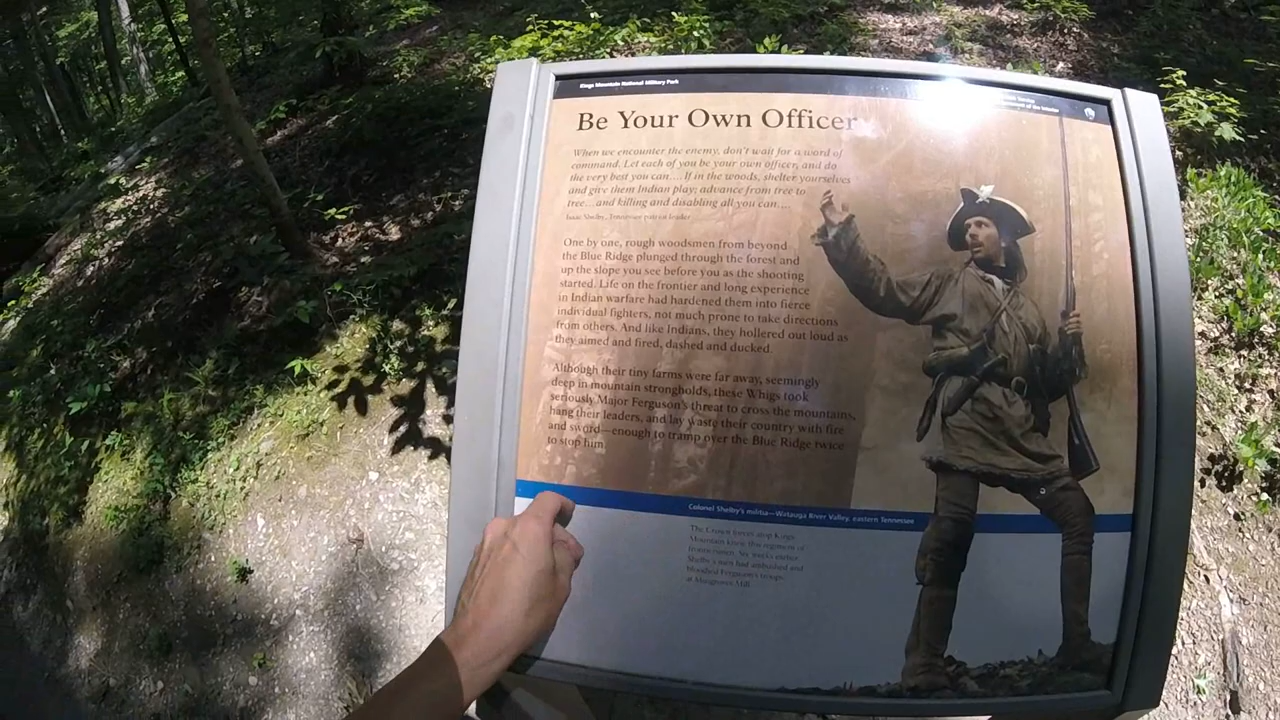 Kings Mountain National Military Park
of the Interior
Be Your Own Officer
When we encounter the enemy, don't wait for a word of
command. Let each of you be your own officer, and do
the very best you can.... If in the woods, shelter yourselves
and give them Indian play; advance from tree to
tree...and killing and disabling all you can....
Isaac Shelby, Tennessee patriot leader
One by one, rough woodsmen from beyond
the Blue Ridge plunged through the forest and
up the slope you see before you as the shooting
started. Life on the frontier and long experience
in Indian warfare had hardened them into fierce
individual fighters, not much prone to take directions
from others. And like Indians, they hollered out loud as
they aimed and fired, dashed and ducked.
Although their tiny farms were far away, seemingly
deep in mountain strongholds, these Whigs took
seriously Major Ferguson's threat to cross the mountains,
hang their leaders, and lay waste their country with fire
and sword—enough to tramp over the Blue Ridge twice
to stop him.
Colonel Shelby's militia—Watauga River Valley, eastern Tennessee
The Crown forces atop Kings
Mountain knew this regiment of
frontiersmen. Six weeks earlier
Shelby's men had ambushed and
bloodied Ferguson's troops
at Musgrove Mill.